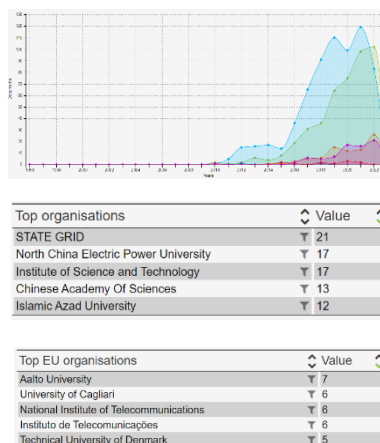 Documents
Years
Top organisations Value
STATE GRID 21
North China Electric Power University 17
Institute of Science and Technology 17
Chinese Academy Of Sciences 13
Islamic Azad University 12
Top EU organisations Value
Aalto University 7
University of Cagliari 6
National Institute of Telecommunications 6
Instituto de Telecomunicações 6
Technical University of Denmark 5